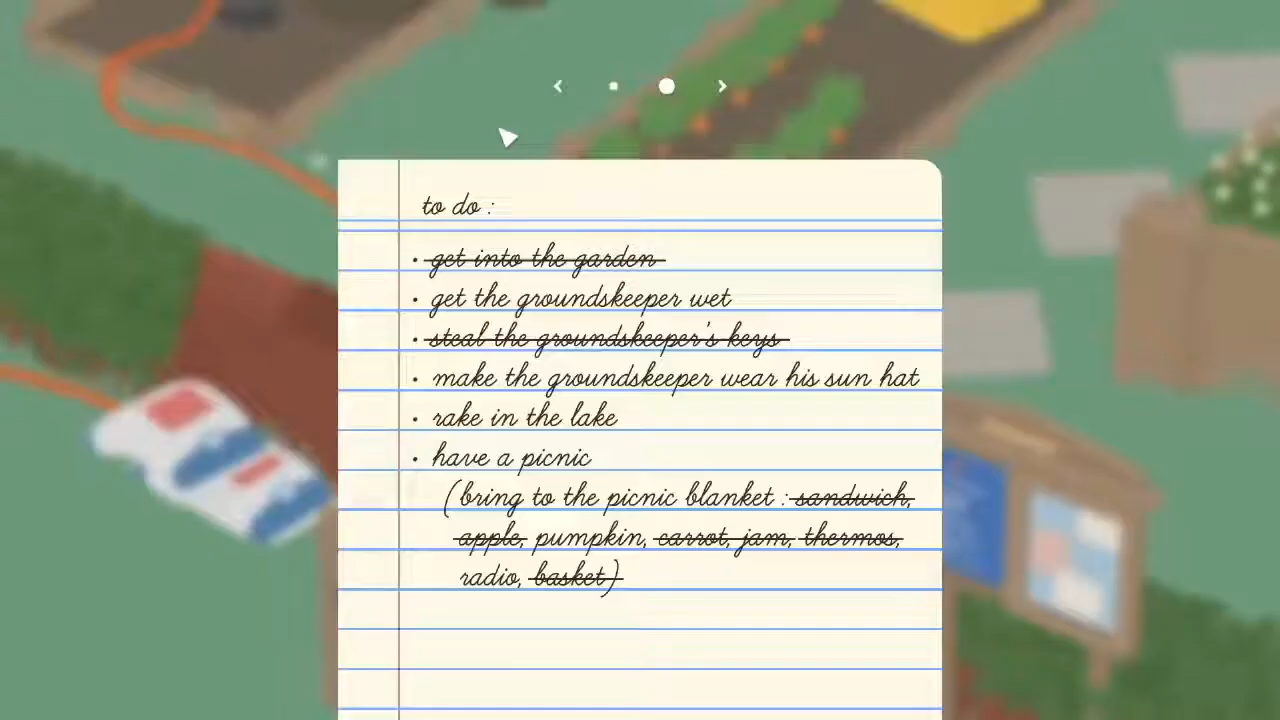 to do :
• get into the garden
• get the groundskeeper wet
• steal the groundskeeper's keys
• make the groundskeeper wear his sun hat
• rake in the lake
• have a picnic
(bring to the picnic blanket : sandwich,
apple, pumpkin, carrot, jam, thermos,
radio, basket)